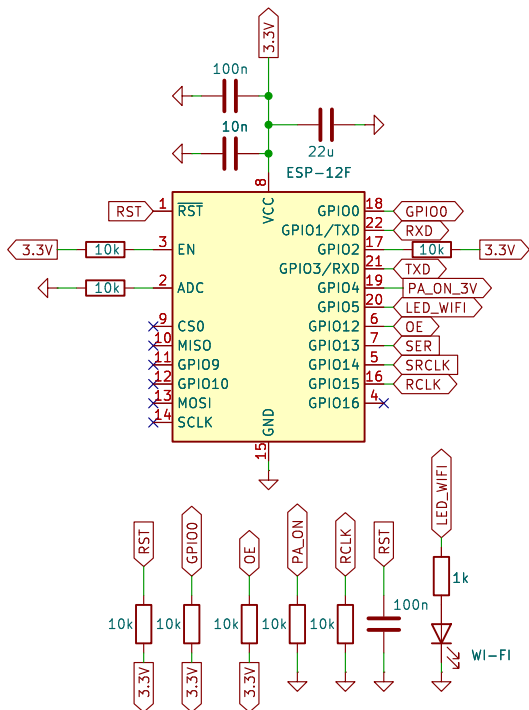 3.3V
100n
10n
22u
ESP-12F
8
VCC
RST 1 RST
GPIO0 18 GPIO0
GPIO1/TXD 22 RXD
3.3V 10k 3 EN
GPIO2 17 10k 3.3V
GPIO3/RXD 21 TXD
10k 2 ADC
GPIO4 19 PA_ON_3V
GPIO5 20 LED_WIFI
9 CS0
GPIO12 6 OE
10 MISO
GPIO13 7 SER
11 GPIO9
GPIO14 5 SRCLK
12 GPIO10
GPIO15 16 RCLK
13 MOSI
GPIO16 4
14 SCLK
GND
15
RST
GPIO0
OE
PA_ON
RCLK
RST
LED_WIFI
10k
10k
10k
10k
10k
100n
1k
WI-FI
3.3V
3.3V
3.3V